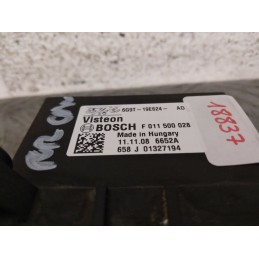 6G9T-19E624-AD
Visteon
BOSCH F 011 500 028
Made in Hungary
11.11.08 6652A
658 J 01327194
18837